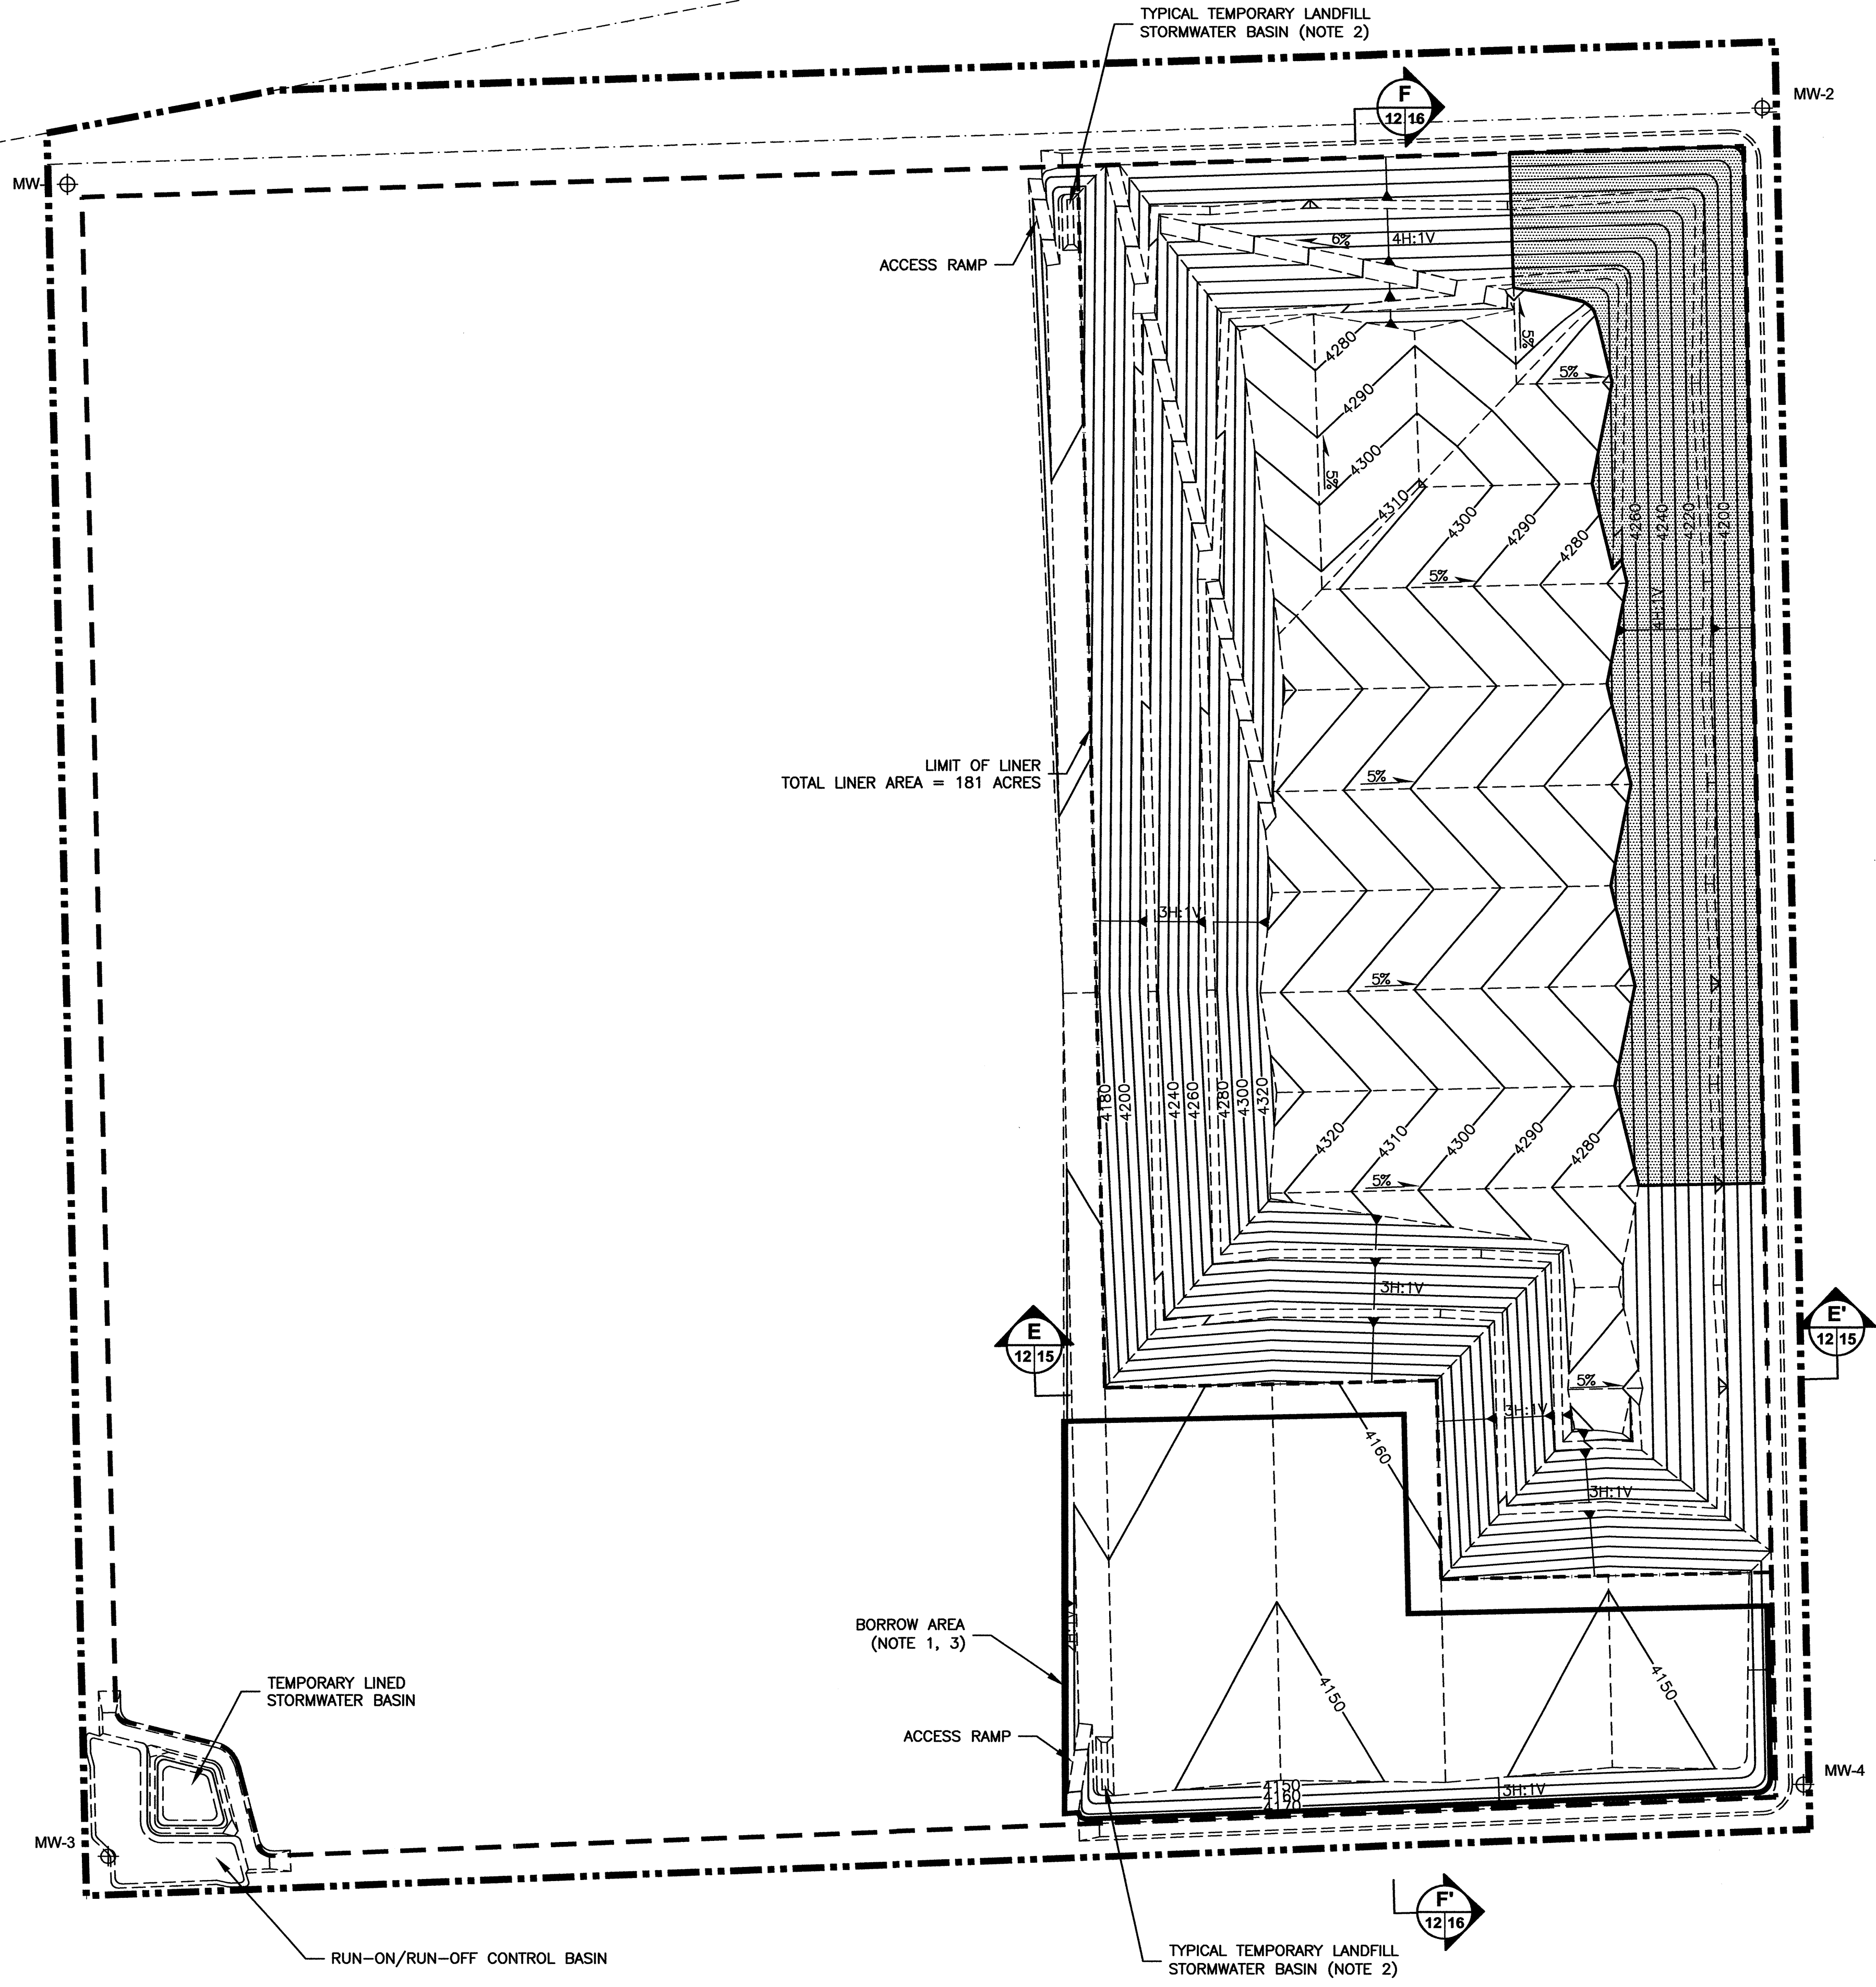 TYPICAL TEMPORARY LANDFILL
STORMWATER BASIN (NOTE 2)
F
12 16
MW-2
MW-
ACCESS RAMP
6%
4H:1V
5%
5%
4280
4290
4300
5%
4310
4300
4290
4280
4260
4240
4220
4200
5%
4H:1V
LIMIT OF LINER
TOTAL LINER AREA = 181 ACRES
5%
3H:1V
5%
4180
4200
4240
4260
4280
4300
4320
4320
4310
4300
4290
4280
5%
3H:1V
E
12 15
E'
12 15
5%
3H:1V
4160
3H:1V
BORROW AREA
(NOTE 1, 3)
TEMPORARY LINED
STORMWATER BASIN
4150
4150
ACCESS RAMP
4150
4160
4170
3H:1V
MW-4
MW-3
F'
12 16
RUN-ON/RUN-OFF CONTROL BASIN
TYPICAL TEMPORARY LANDFILL
STORMWATER BASIN (NOTE 2)